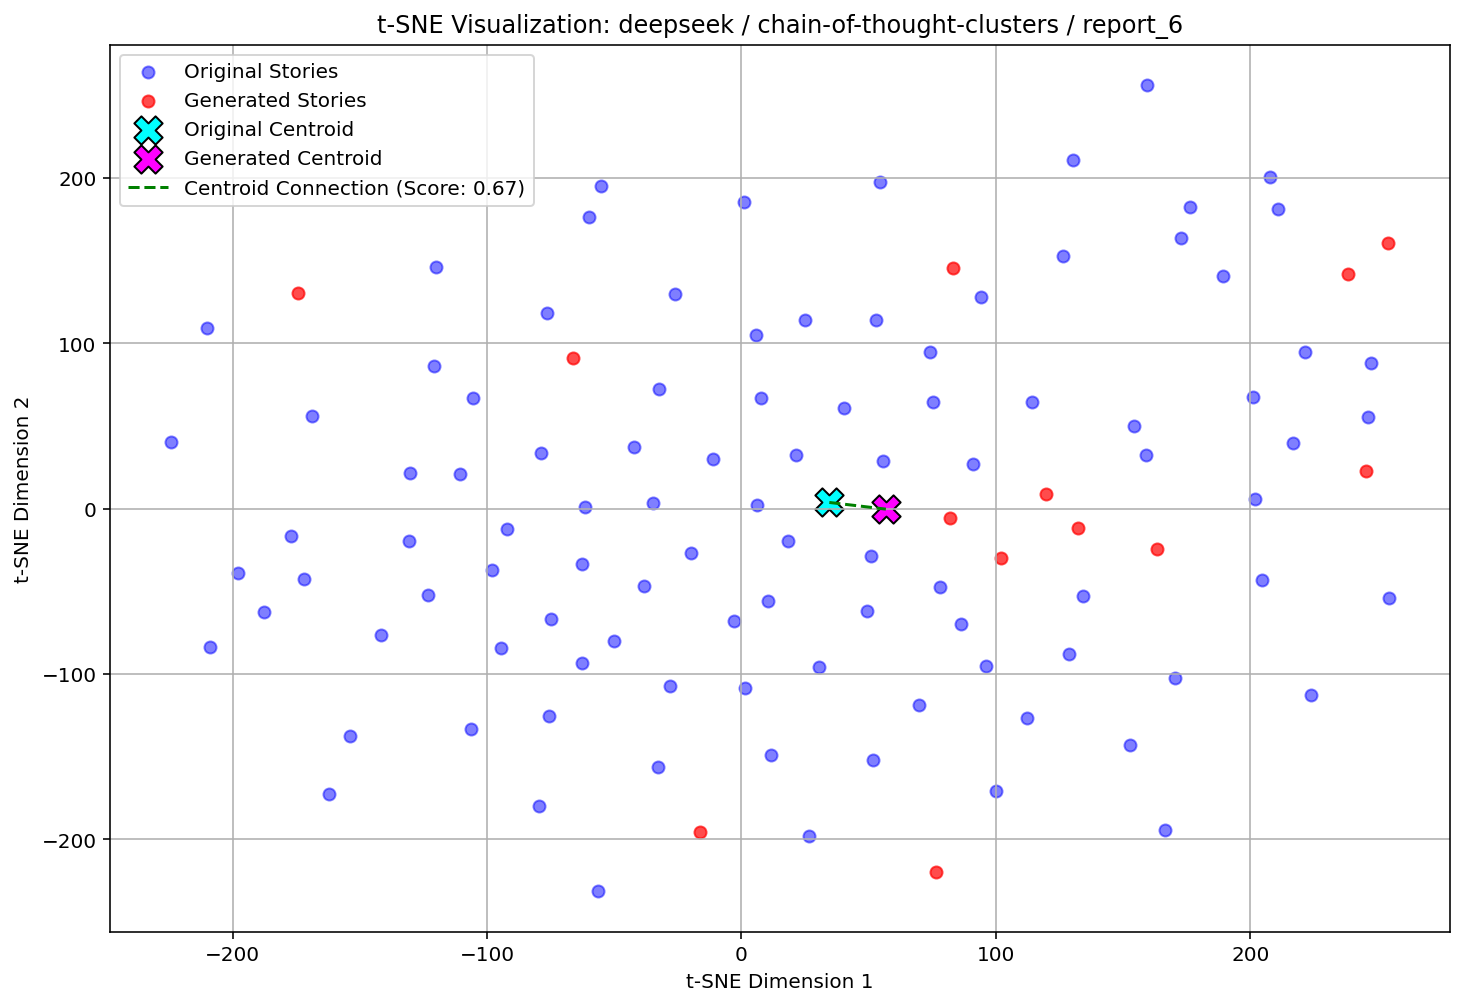 t-SNE Visualization: deepseek / chain-of-thought-clusters / report_6
Original Stories
Generated Stories
Original Centroid
Generated Centroid
Centroid Connection (Score: 0.67)
200
100
0
−100
−200
t-SNE Dimension 2
−200
−100
0
100
200
t-SNE Dimension 1